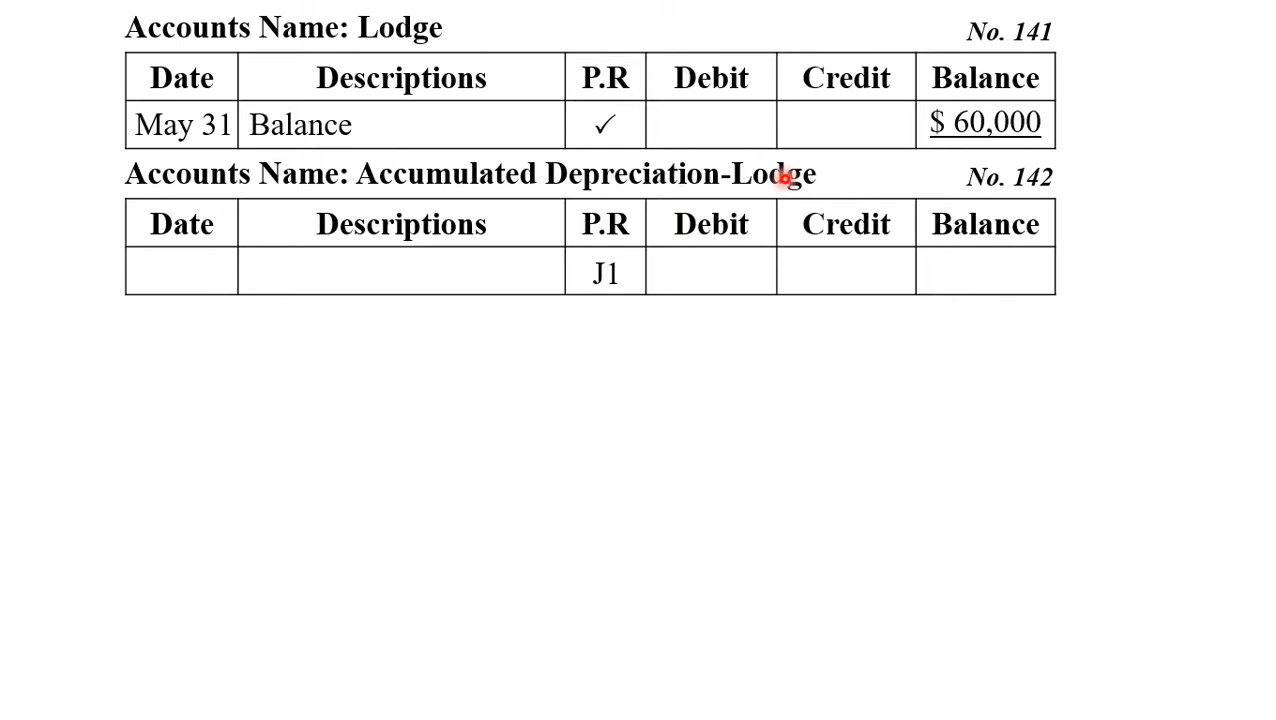 Accounts Name: Lodge No. 141
Date Descriptions P.R Debit Credit Balance
May 31 Balance ✓ $ 60,000
Accounts Name: Accumulated Depreciation-Lodge No. 142
Date Descriptions P.R Debit Credit Balance
J1